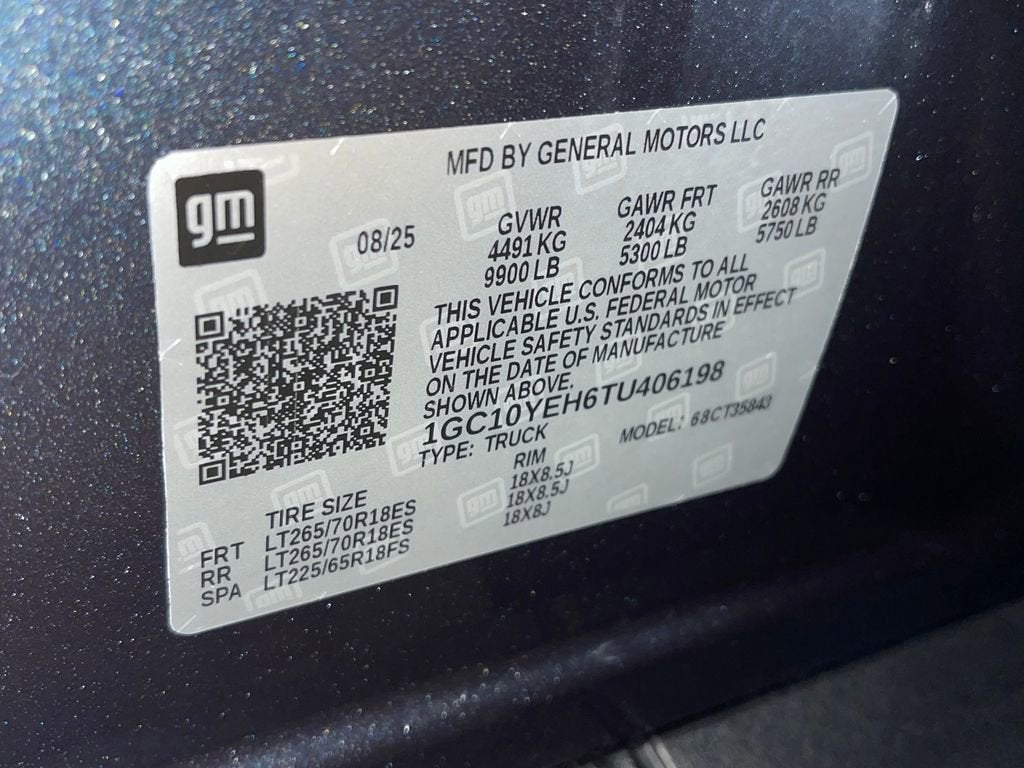 MFD BY GENERAL MOTORS LLC
gm
08/25
GVWR
4491 KG
9900 LB
GAWR FRT
2404 KG
5300 LB
GAWR RR
2608 KG
5750 LB
THIS VEHICLE CONFORMS TO ALL
APPLICABLE U.S. FEDERAL MOTOR
VEHICLE SAFETY STANDARDS IN EFFECT
ON THE DATE OF MANUFACTURE
SHOWN ABOVE.
1GC10YEH6TU406198
TYPE: TRUCK
MODEL: 68CT35843
TIRE SIZE RIM
FRT LT265/70R18ES 18X8.5J
RR LT265/70R18ES 18X8.5J
SPA LT225/65R18FS 18X8J